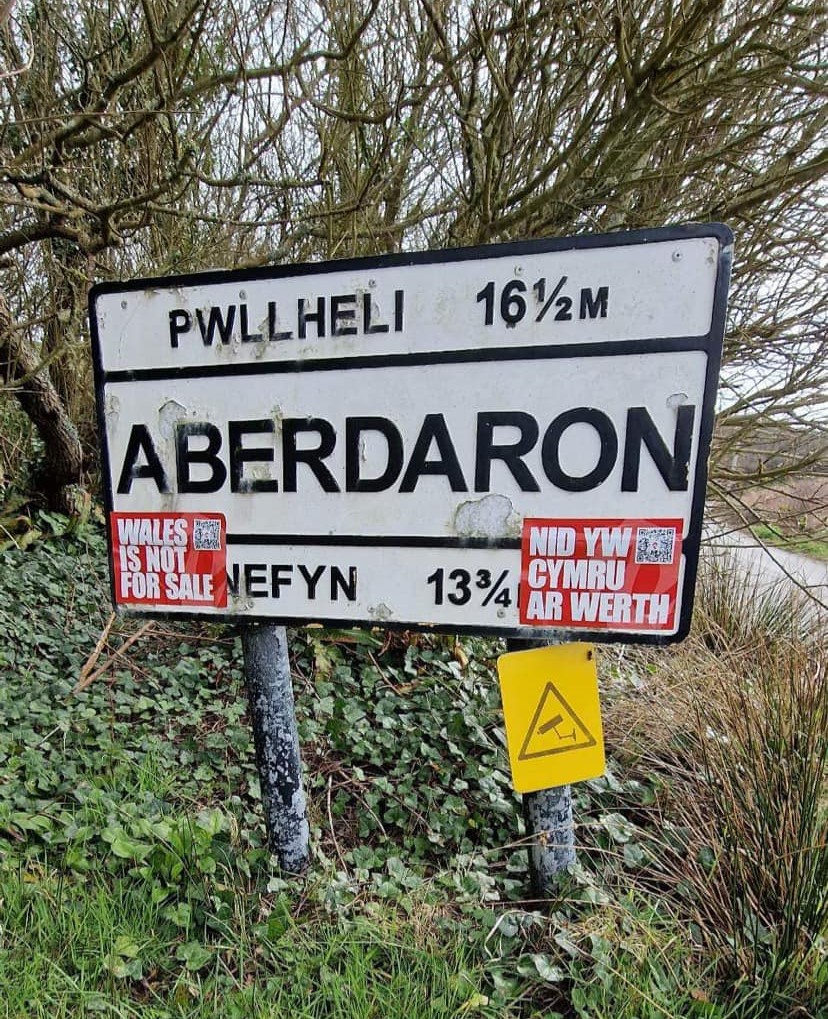 PWLLHELI 16½M
ABERDARON
NEFYN 13¾
WALES
IS NOT
FOR SALE
NID YW
CYMRU
AR WERTH